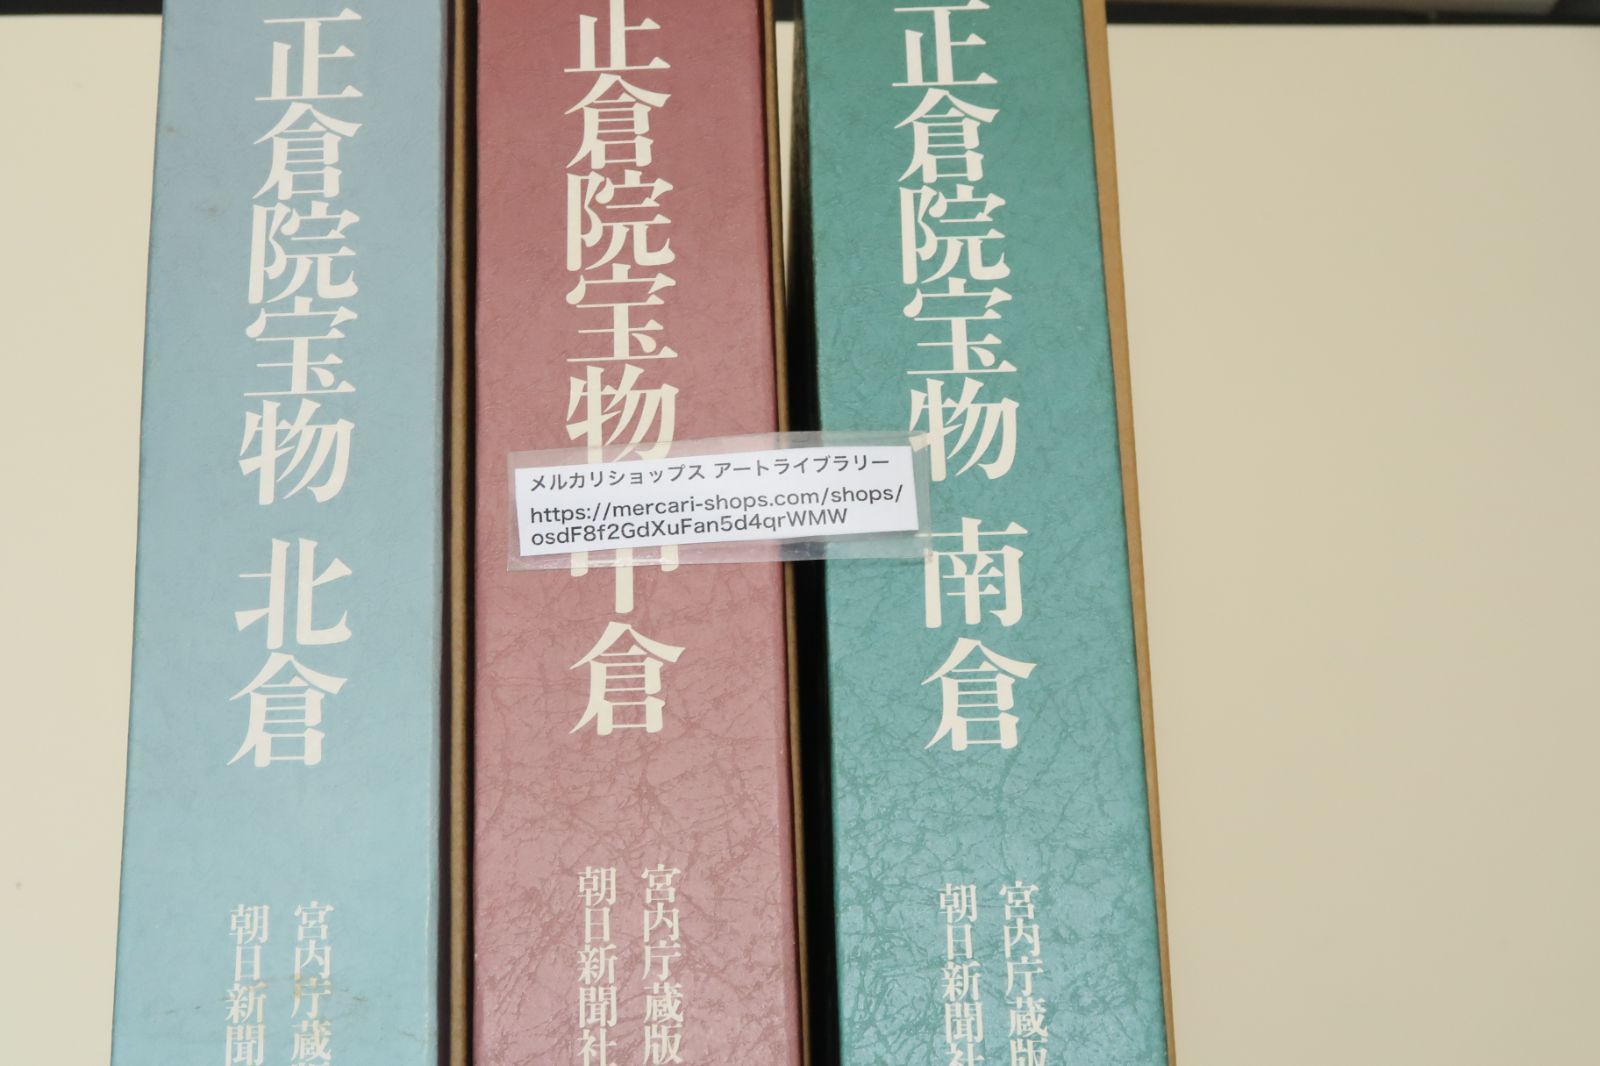 正倉院宝物 北倉
宮内庁蔵
朝日新聞
正倉院宝物 中倉
宮内庁蔵版
朝日新聞社
正倉院宝物 南倉
宮内庁蔵版
朝日新聞社
メルカリショップス アートライブラリー
https://mercari-shops.com/shops/
osdF8f2GdXuFan5d4qrWMW